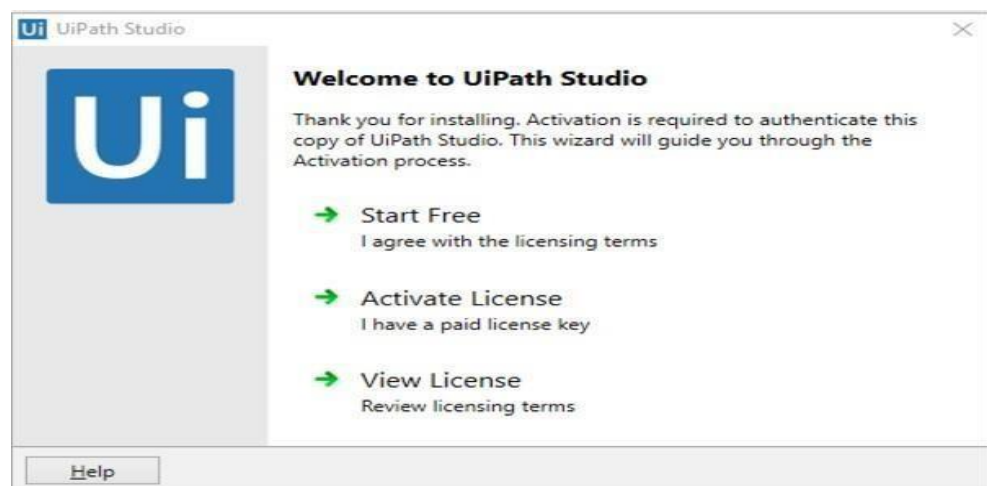 Ui UiPath Studio
Ui
Welcome to UiPath Studio
Thank you for installing. Activation is required to authenticate this
copy of UiPath Studio. This wizard will guide you through the
Activation process.
Start Free
I agree with the licensing terms
Activate License
I have a paid license key
View License
Review licensing terms
Help